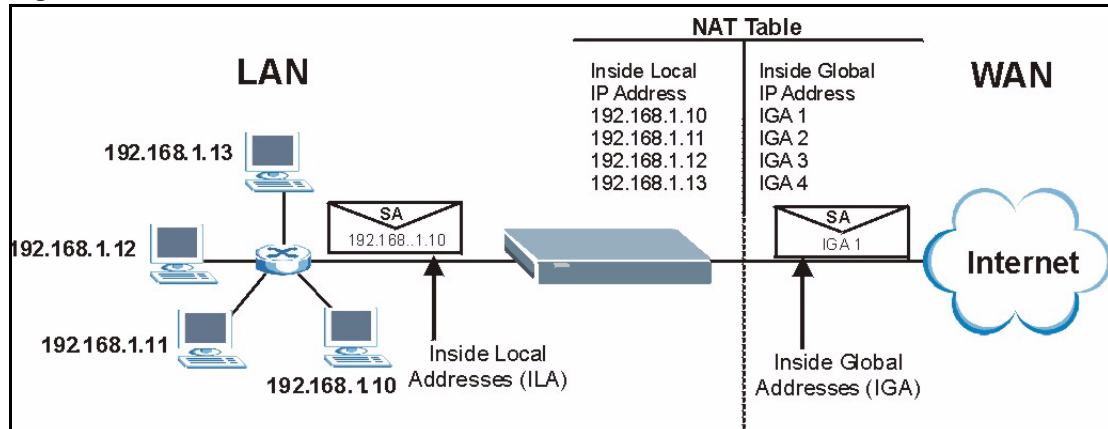 NAT Table
LAN
WAN
Inside Local
IP Address
192.168.1.10
192.168.1.11
192.168.1.12
192.168.1.13
Inside Global
IP Address
IGA 1
IGA 2
IGA 3
IGA 4
192.168.1.13
SA
192.168..1.10
SA
IGA 1
192.168.1.12
Internet
192.168.1.11
192.168.1.10
Inside Local
Addresses (ILA)
Inside Global
Addresses (IGA)